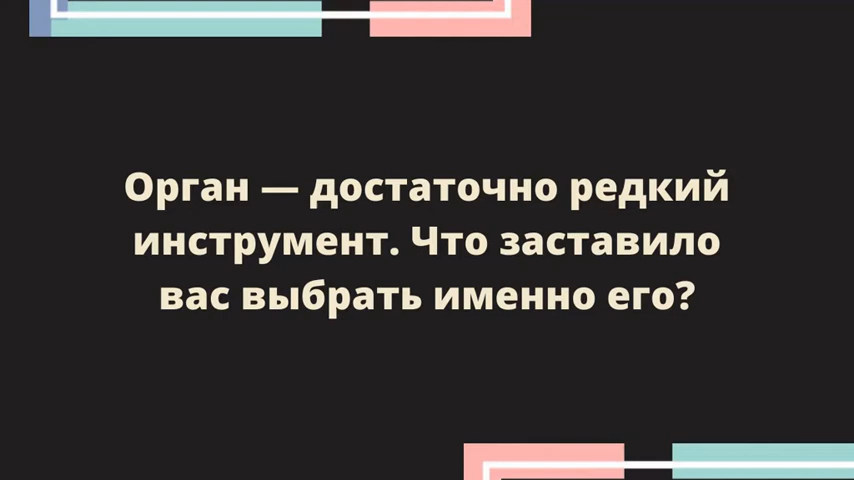 Орган — достаточно редкий
инструмент. Что заставило
вас выбрать именно его?